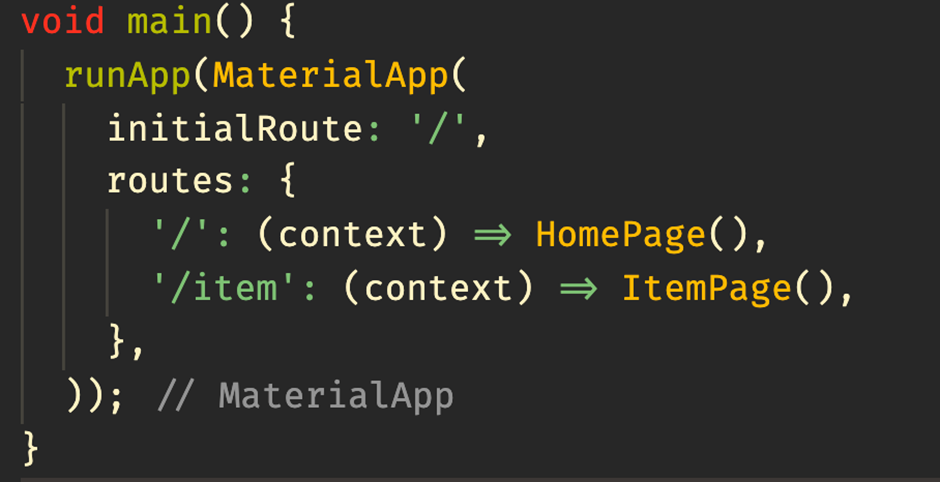 void main() {
  runApp(MaterialApp(
    initialRoute: '/',
    routes: {
      '/': (context) => HomePage(),
      '/item': (context) => ItemPage(),
    },
  )); // MaterialApp
}